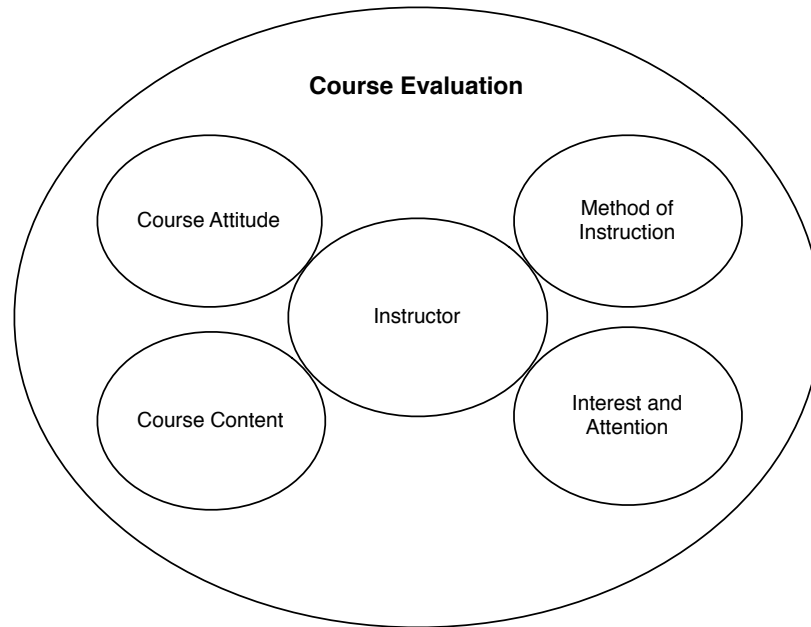 Course Evaluation
Course Attitude
Method of
Instruction
Instructor
Course Content
Interest and
Attention